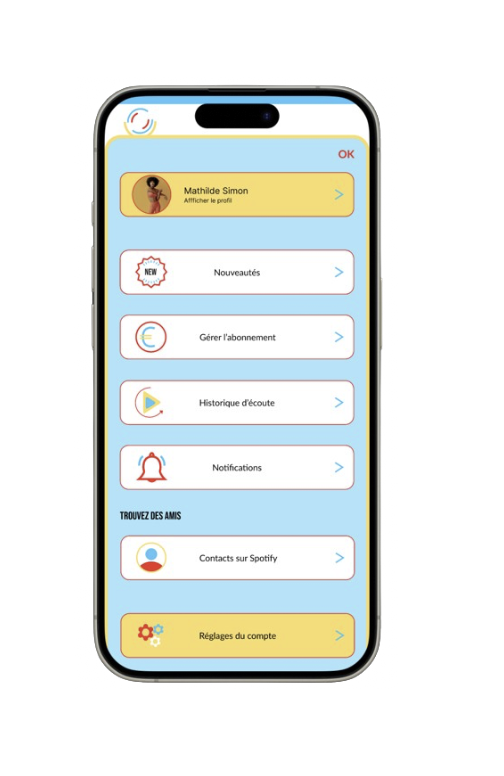 OK
Mathilde Simon
Affficher le profil
NEW
Nouveautés
Gérer l'abonnement
Historique d'écoute
Notifications
TROUVEZ DES AMIS
Contacts sur Spotify
Réglages du compte